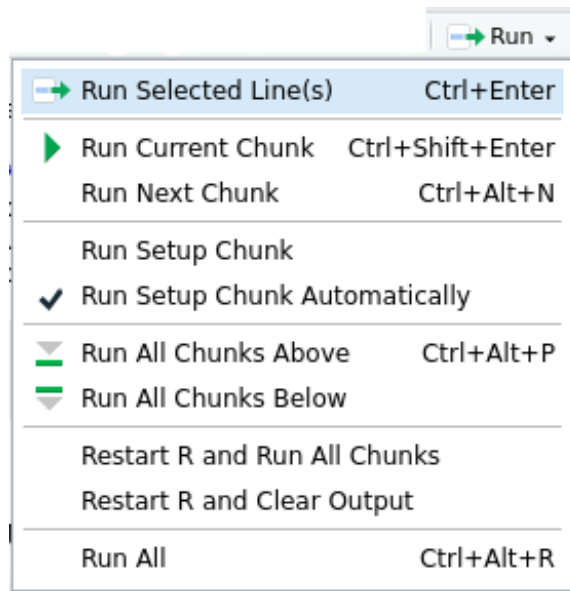 Run
Run Selected Line(s) Ctrl+Enter
Run Current Chunk Ctrl+Shift+Enter
Run Next Chunk Ctrl+Alt+N
Run Setup Chunk
Run Setup Chunk Automatically
Run All Chunks Above Ctrl+Alt+P
Run All Chunks Below
Restart R and Run All Chunks
Restart R and Clear Output
Run All Ctrl+Alt+R